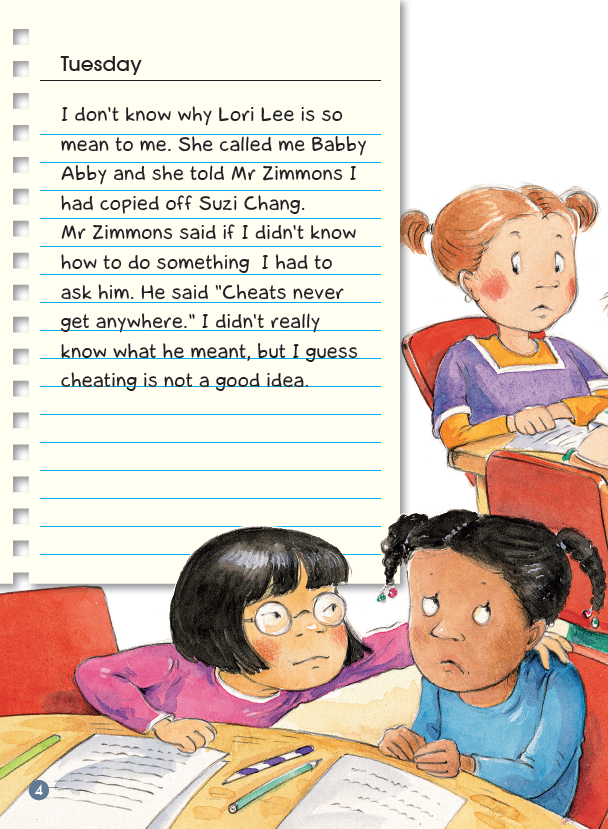 Tuesday
I don't know why Lori Lee is so
mean to me. She called me Babby
Abby and she told Mr Zimmons I
had copied off Suzi Chang.
Mr Zimmons said if I didn't know
how to do something  I had to
ask him. He said "Cheats never
get anywhere." I didn't really
know what he meant, but I guess
cheating is not a good idea.
4